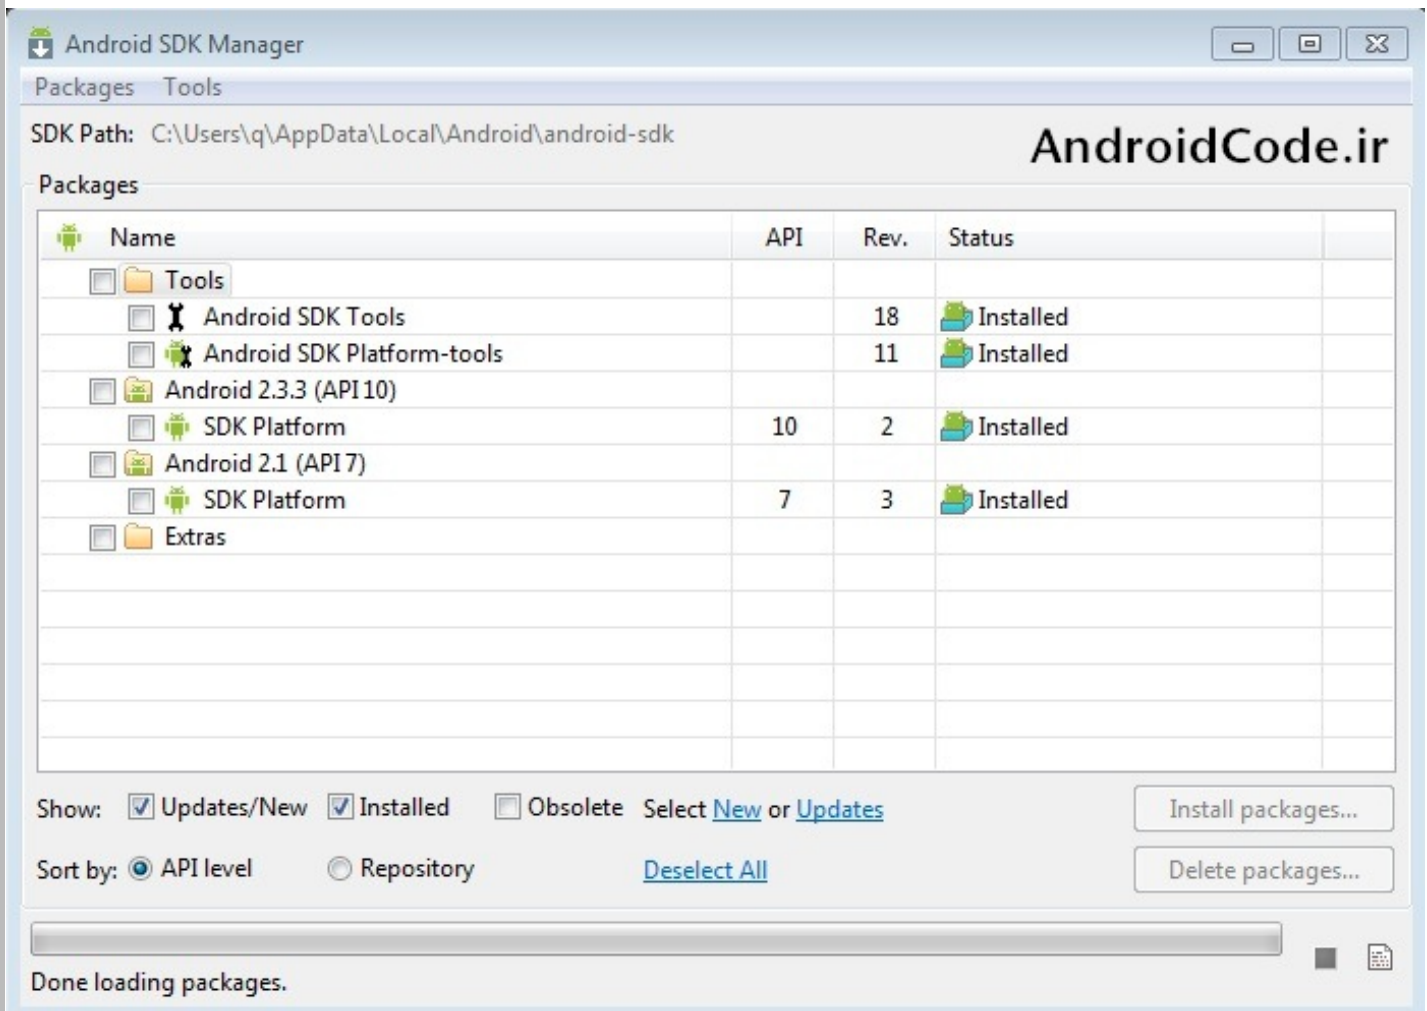 Android SDK Manager
Packages Tools
SDK Path: C:\Users\q\AppData\Local\Android\android-sdk
AndroidCode.ir
Packages
Name API Rev. Status
Tools
Android SDK Tools 18 Installed
Android SDK Platform-tools 11 Installed
Android 2.3.3 (API 10)
SDK Platform 10 2 Installed
Android 2.1 (API 7)
SDK Platform 7 3 Installed
Extras
Show: Updates/New Installed Obsolete Select New or Updates Install packages...
Sort by: API level Repository Deselect All Delete packages...
Done loading packages.